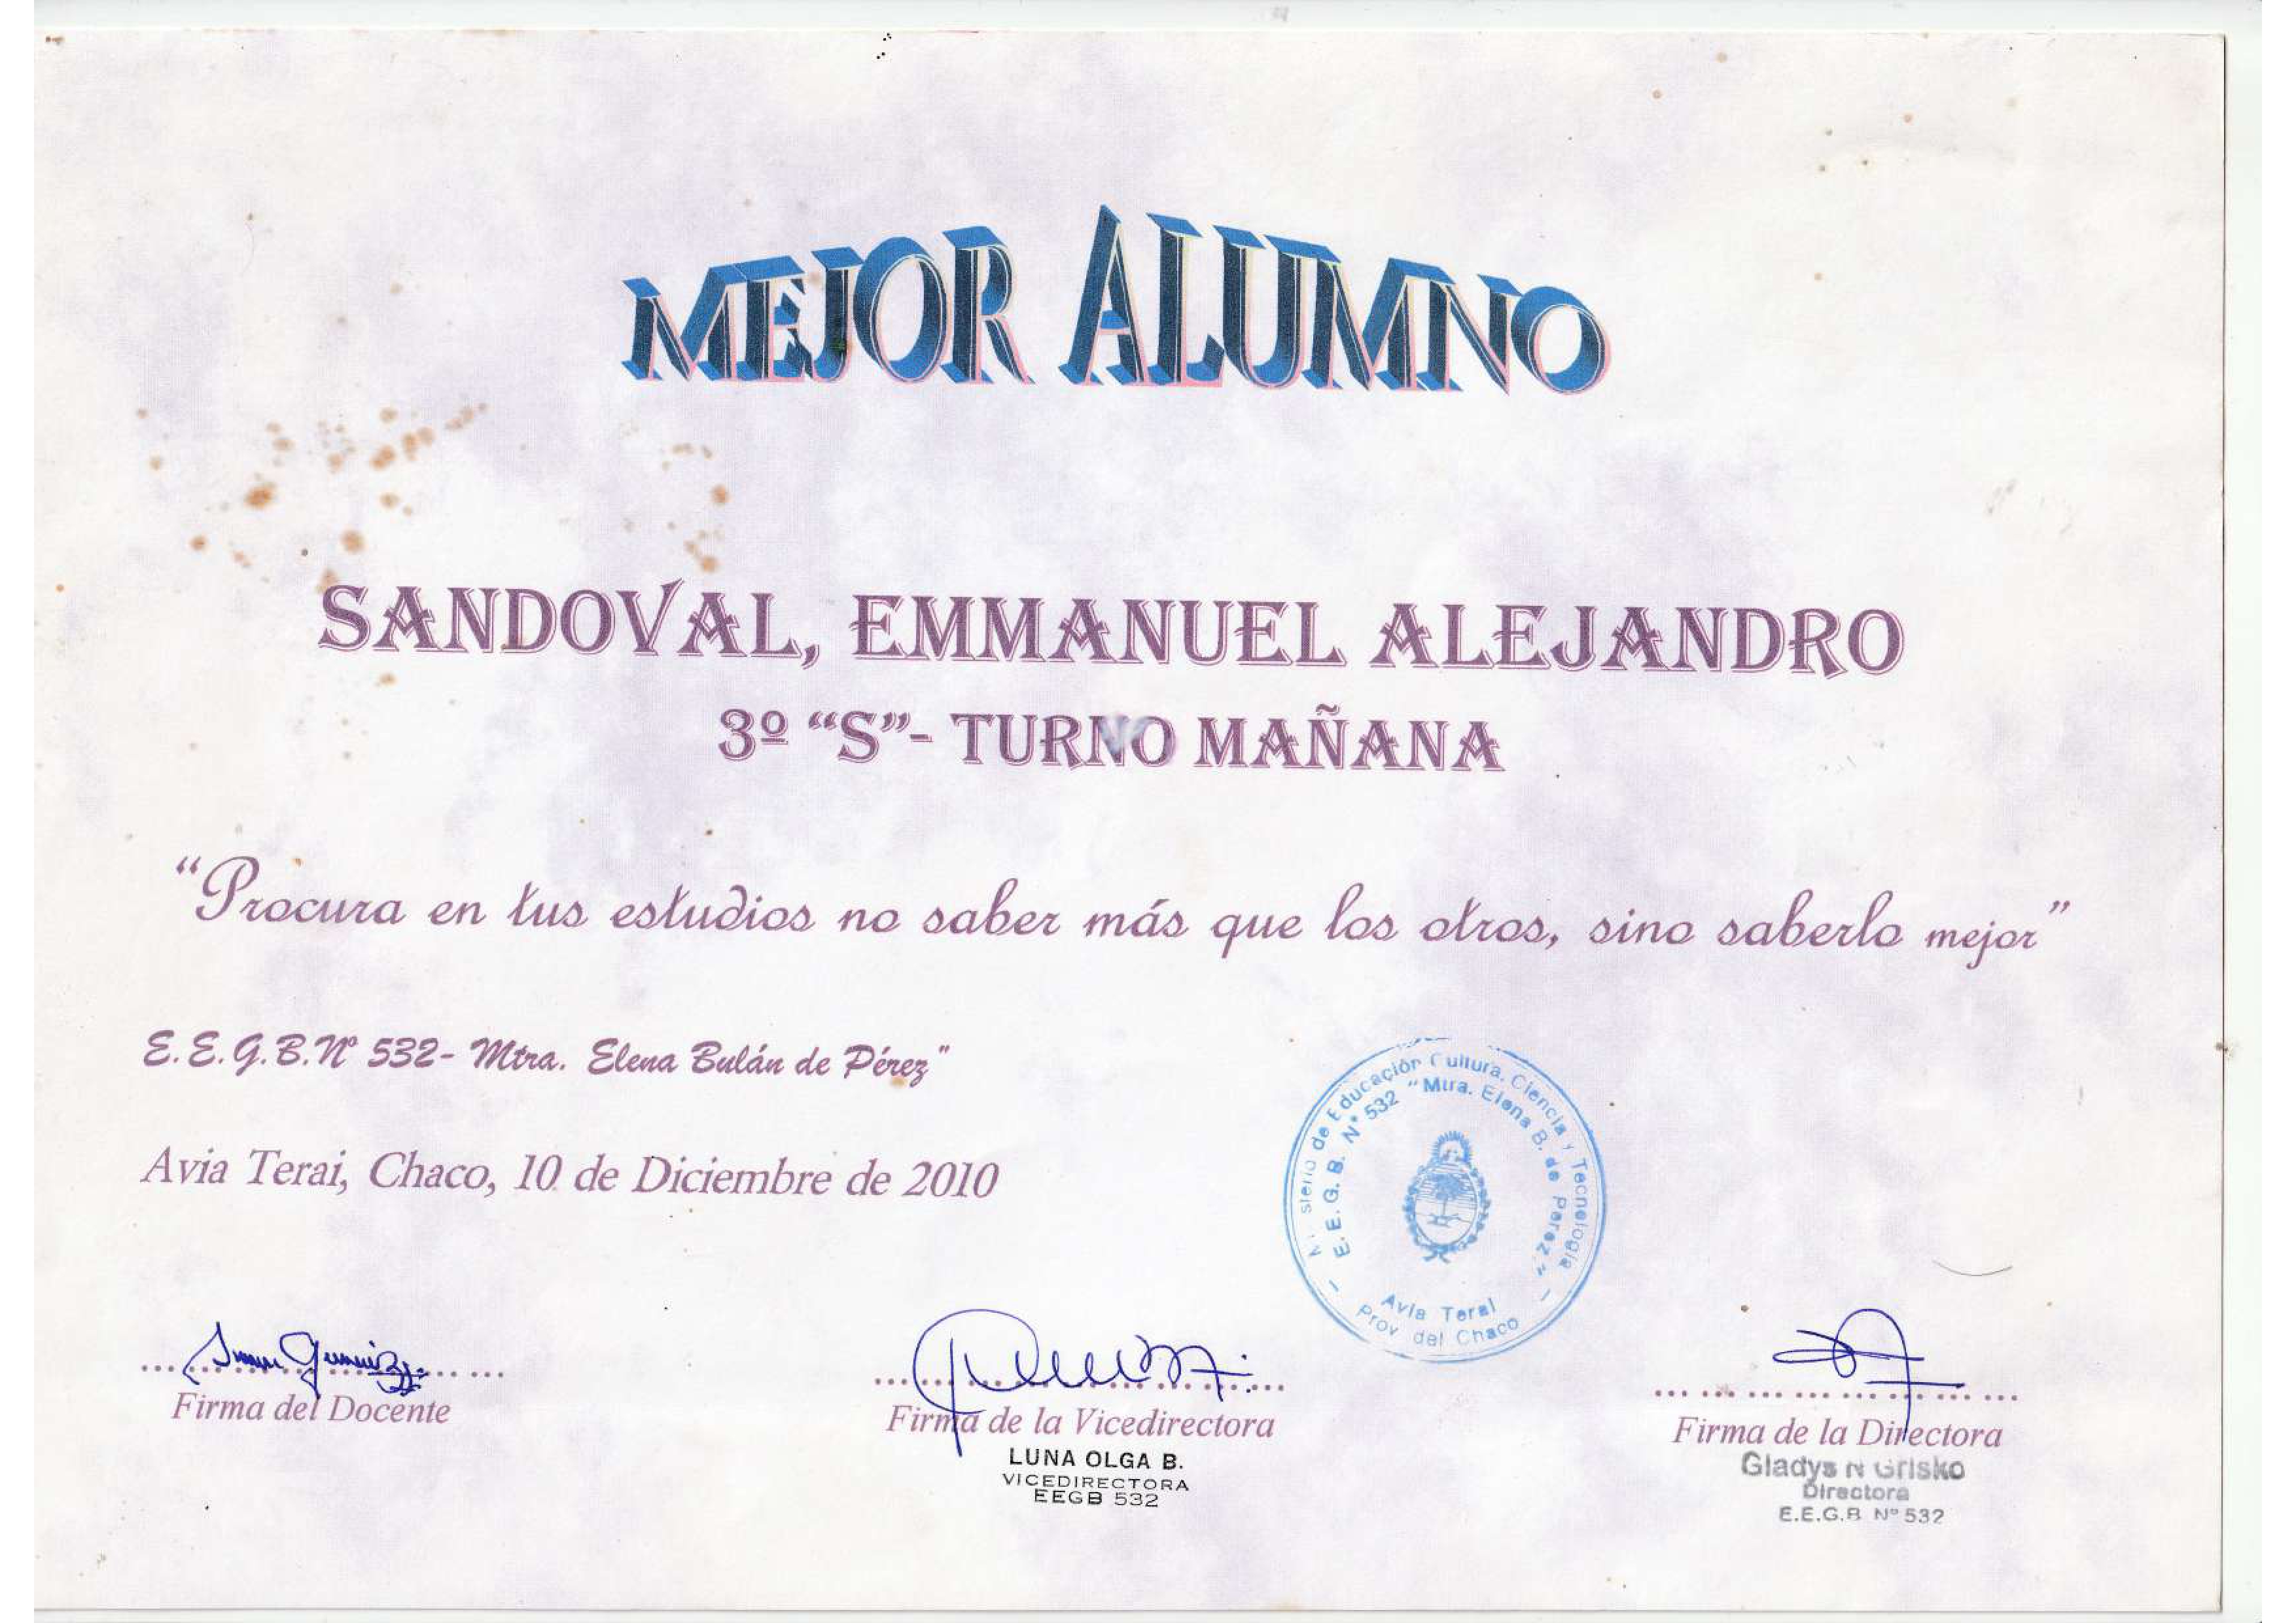 MEJOR ALUMNO
SANDOVAL, EMMANUEL ALEJANDRO
3º “S”- TURNO MAÑANA
“Procura en tus estudios no saber más que los otros, sino saberlo mejor”
E.E.G.B.Nº 532- Mtra. Elena Bulán de Pérez”
Avia Terai, Chaco, 10 de Diciembre de 2010
de Educación Cultura, Ciencia y Tecnología
E.E.G.B. N° 532 "Mtra. Elena B. de Perez"
Avia Terai
Prov del Chaco
Firma del Docente
Firma de la Vicedirectora
LUNA OLGA B.
VICEDIRECTORA
EEGB 532
Firma de la Directora
Gladys N Grisko
Directora
E.E.G.B. Nº 532